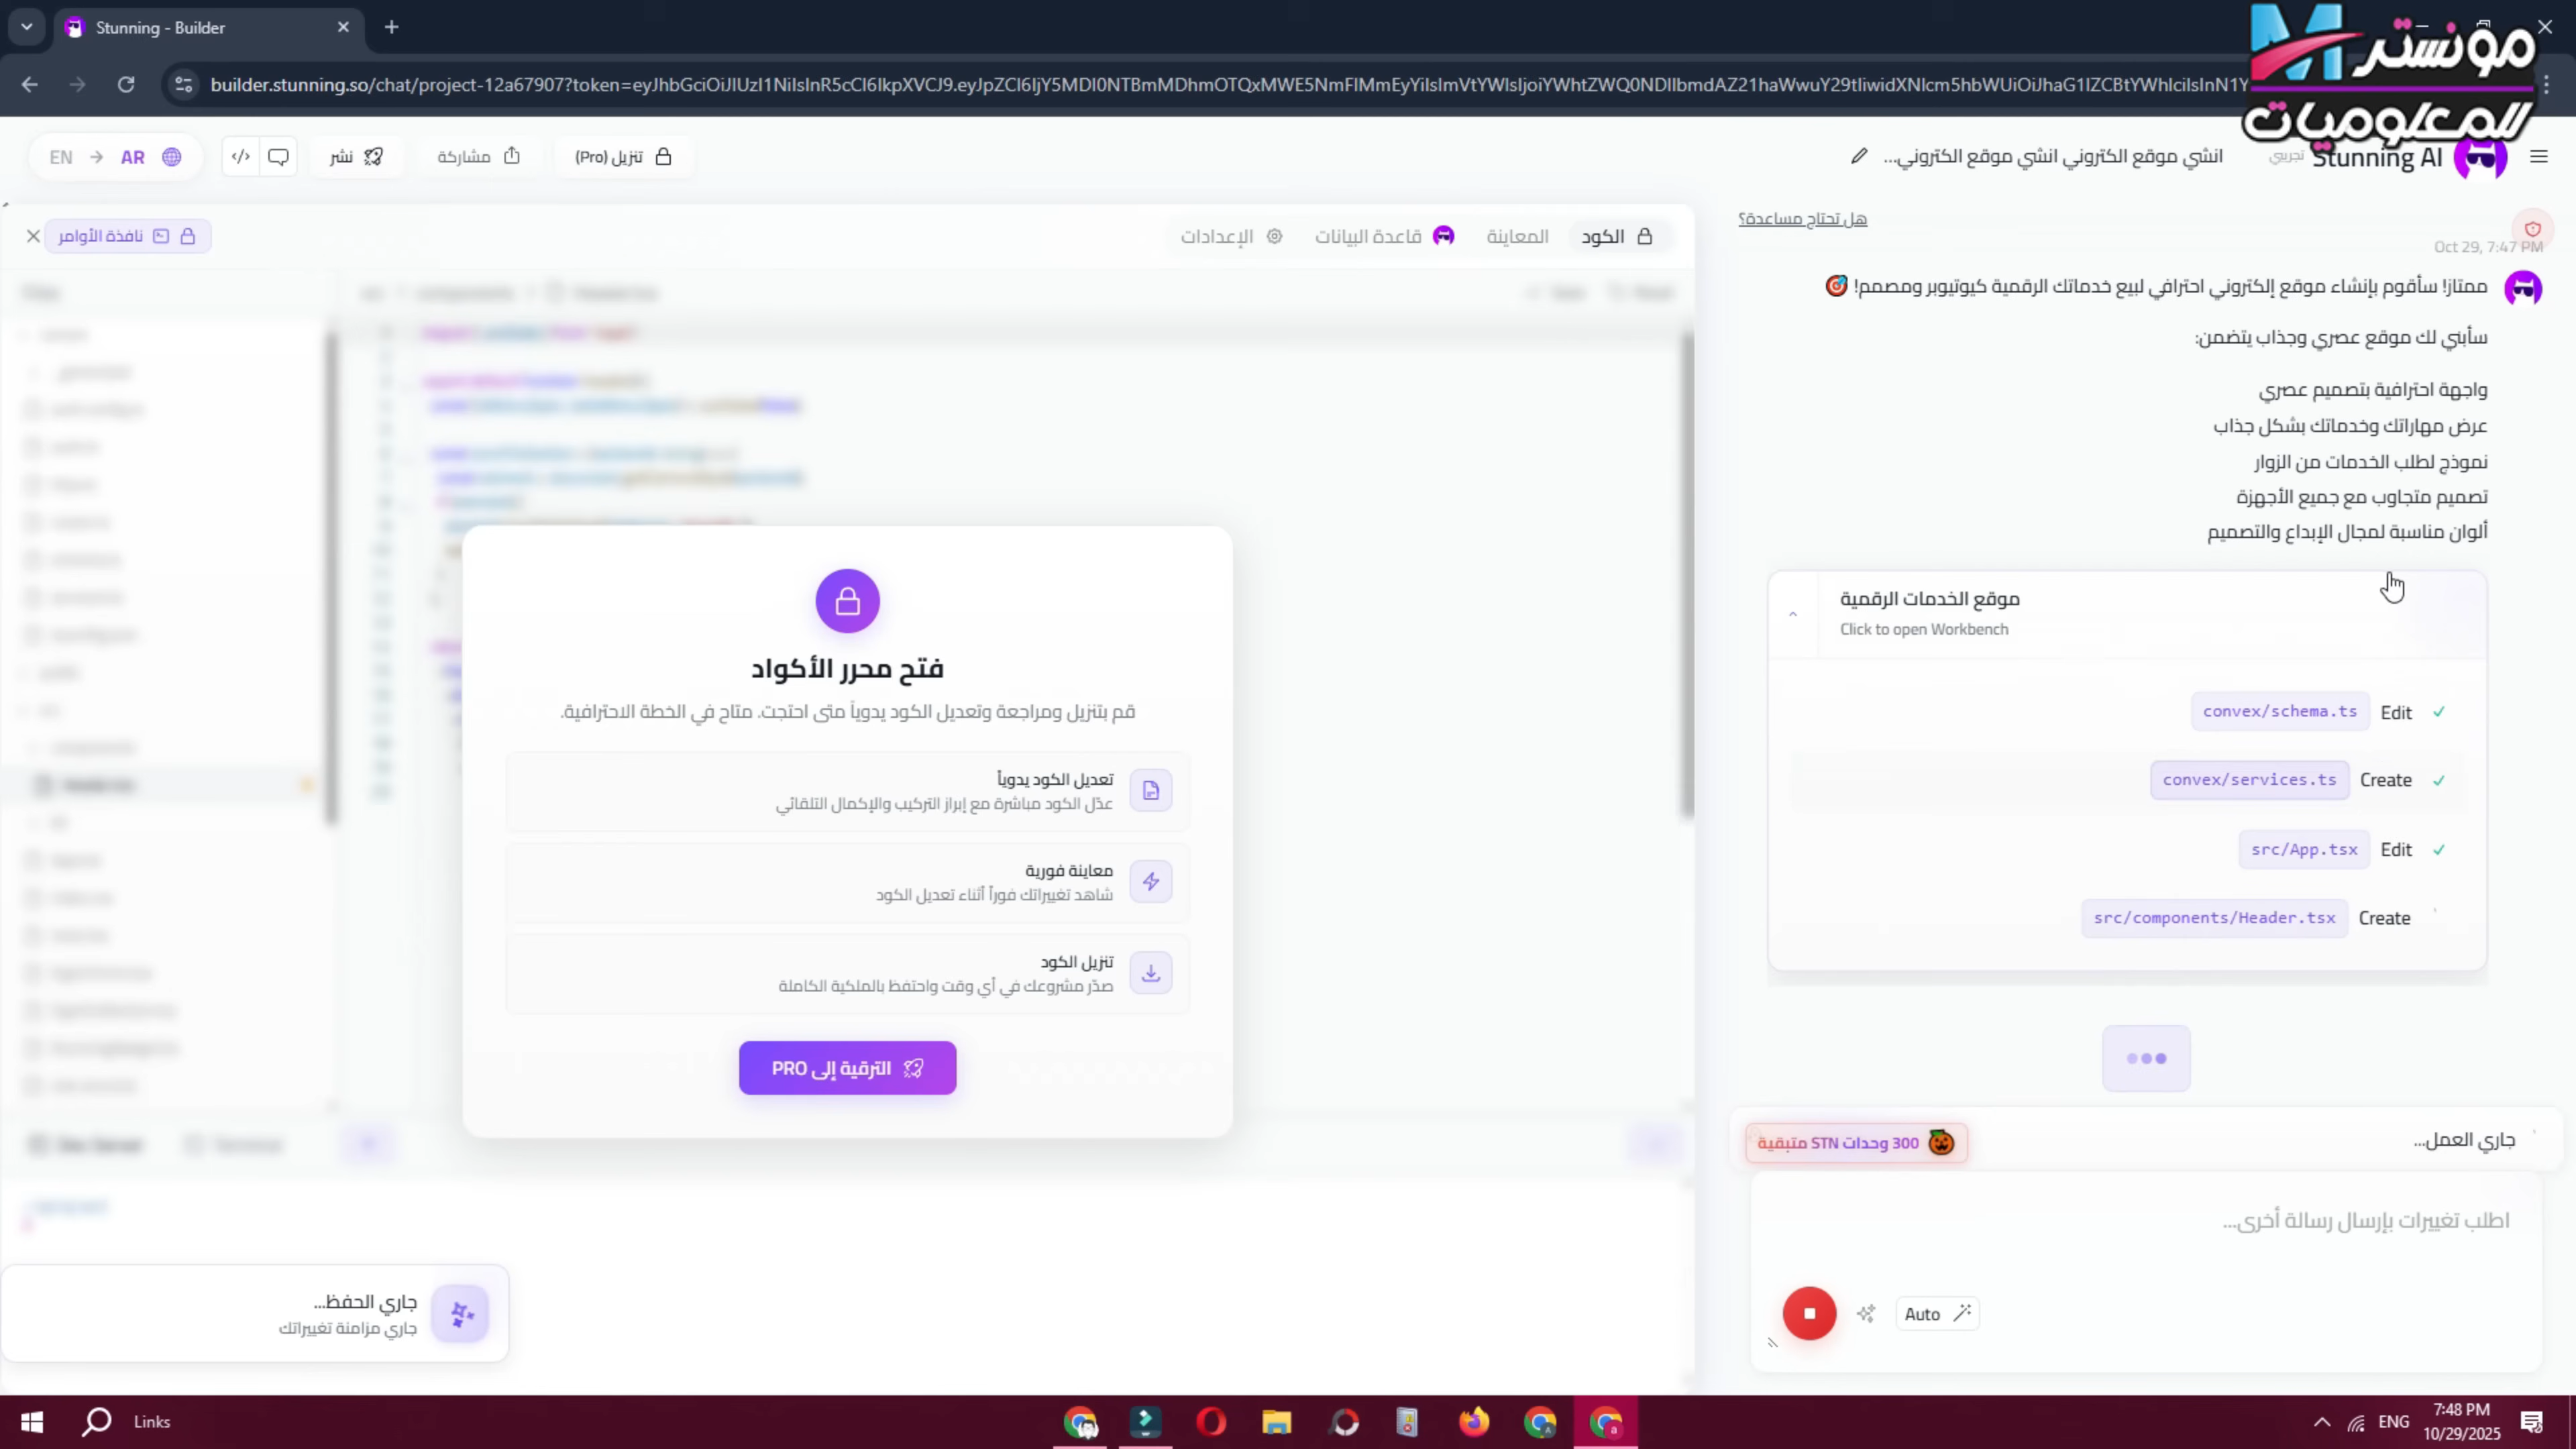 Stunning - Builder
مونستر
للمعلوميات
builder.stunning.so/chat/project-12a67907?token=
EN → AR
نشر
مشاركة
تنزيل (Pro)
انشي موقع الكتروني انشي موقع الكتروني...
تجريبي
Stunning AI
نافذة الأوامر
الإعدادات
قاعدة البيانات
المعاينة
الكود
هل تحتاج مساعدة؟
Oct 29, 7:47 PM
ممتاز! سأقوم بإنشاء موقع إلكتروني احترافي لبيع خدماتك الرقمية كيوتيوبر ومصمم! 🎯
سأبني لك موقع عصري وجذاب يتضمن:
واجهة احترافية بتصميم عصري
عرض مهاراتك وخدماتك بشكل جذاب
نموذج لطلب الخدمات من الزوار
تصميم متجاوب مع جميع الأجهزة
ألوان مناسبة لمجال الإبداع والتصميم
موقع الخدمات الرقمية
Click to open Workbench
convex/schema.ts Edit
convex/services.ts Create
src/App.tsx Edit
src/components/Header.tsx Create
فتح محرر الأكواد
قم بتنزيل ومراجعة وتعديل الكود يدوياً متى احتجت. متاح في الخطة الاحترافية.
تعديل الكود يدوياً
عدّل الكود مباشرة مع إبراز التركيب والإكمال التلقائي
معاينة فورية
شاهد تغييراتك فوراً أثناء تعديل الكود
تنزيل الكود
صدّر مشروعك في أي وقت واحتفظ بالملكية الكاملة
الترقية إلى PRO
300 وحدات STN متبقية
جاري العمل...
اطلب تغييرات بإرسال رسالة أخرى...
Auto
جاري الحفظ...
جاري مزامنة تغييراتك
Links
ENG
7:48 PM
10/29/2025